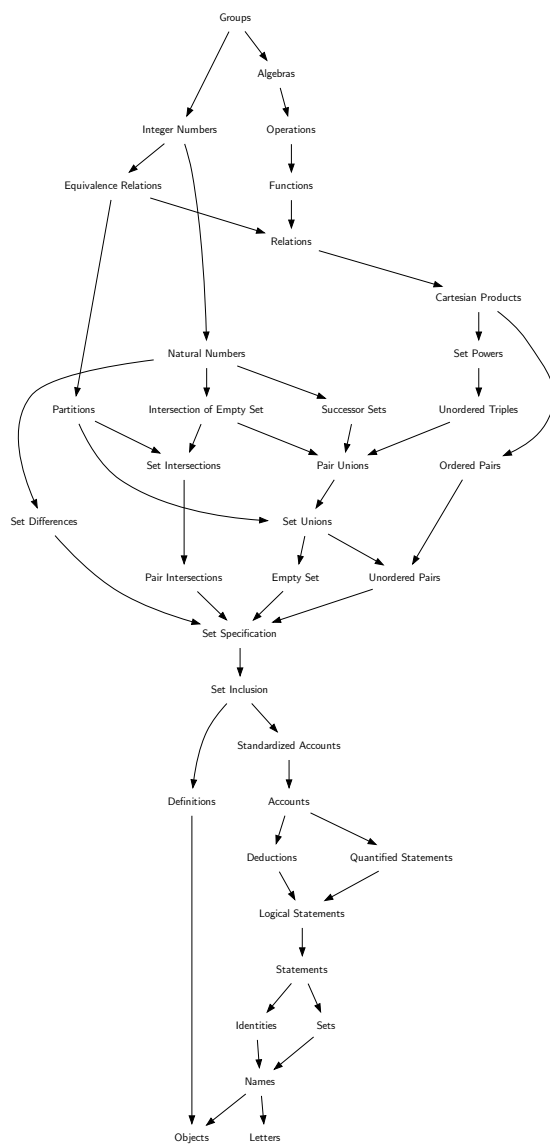 Groups
Algebras
Integer Numbers
Operations
Equivalence Relations
Functions
Relations
Cartesian Products
Natural Numbers
Set Powers
Partitions
Intersection of Empty Set
Successor Sets
Unordered Triples
Set Intersections
Pair Unions
Ordered Pairs
Set Differences
Set Unions
Pair Intersections
Empty Set
Unordered Pairs
Set Specification
Set Inclusion
Standardized Accounts
Definitions
Accounts
Deductions
Quantified Statements
Logical Statements
Statements
Identities
Sets
Names
Objects
Letters